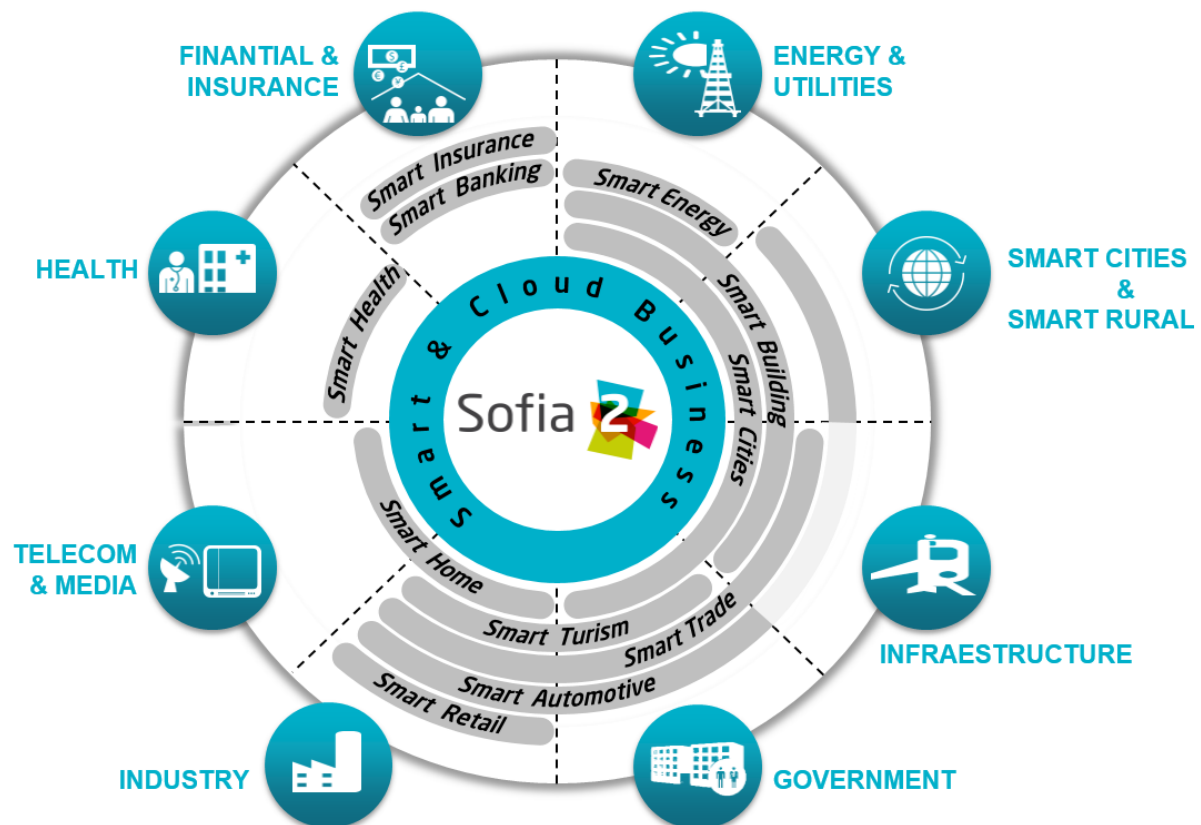 FINANTIAL &
INSURANCE
ENERGY &
UTILITIES
HEALTH
SMART CITIES
&
SMART RURAL
TELECOM
& MEDIA
INFRAESTRUCTURE
INDUSTRY
GOVERNMENT
Smart Insurance
Smart Banking
Smart Energy
Smart Building
Smart Cities
Smart Health
Smart & Cloud Business
Sofia 2
Smart Home
Smart Turism
Smart Trade
Smart Automotive
Smart Retail